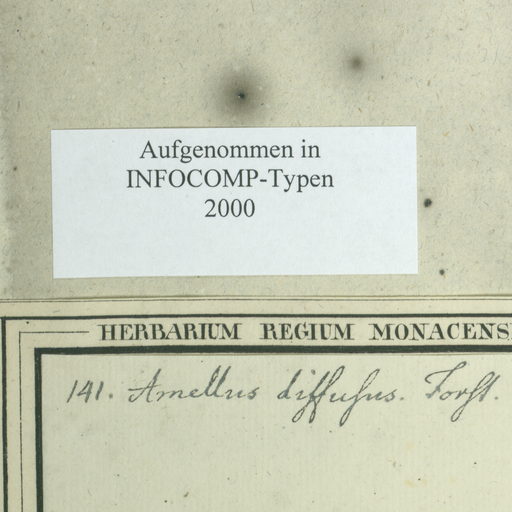 Aufgenommen in
INFOCOMP-Typen
2000
HERBARIUM REGIUM MONACENS
141. Amellus diffusus. Forst.